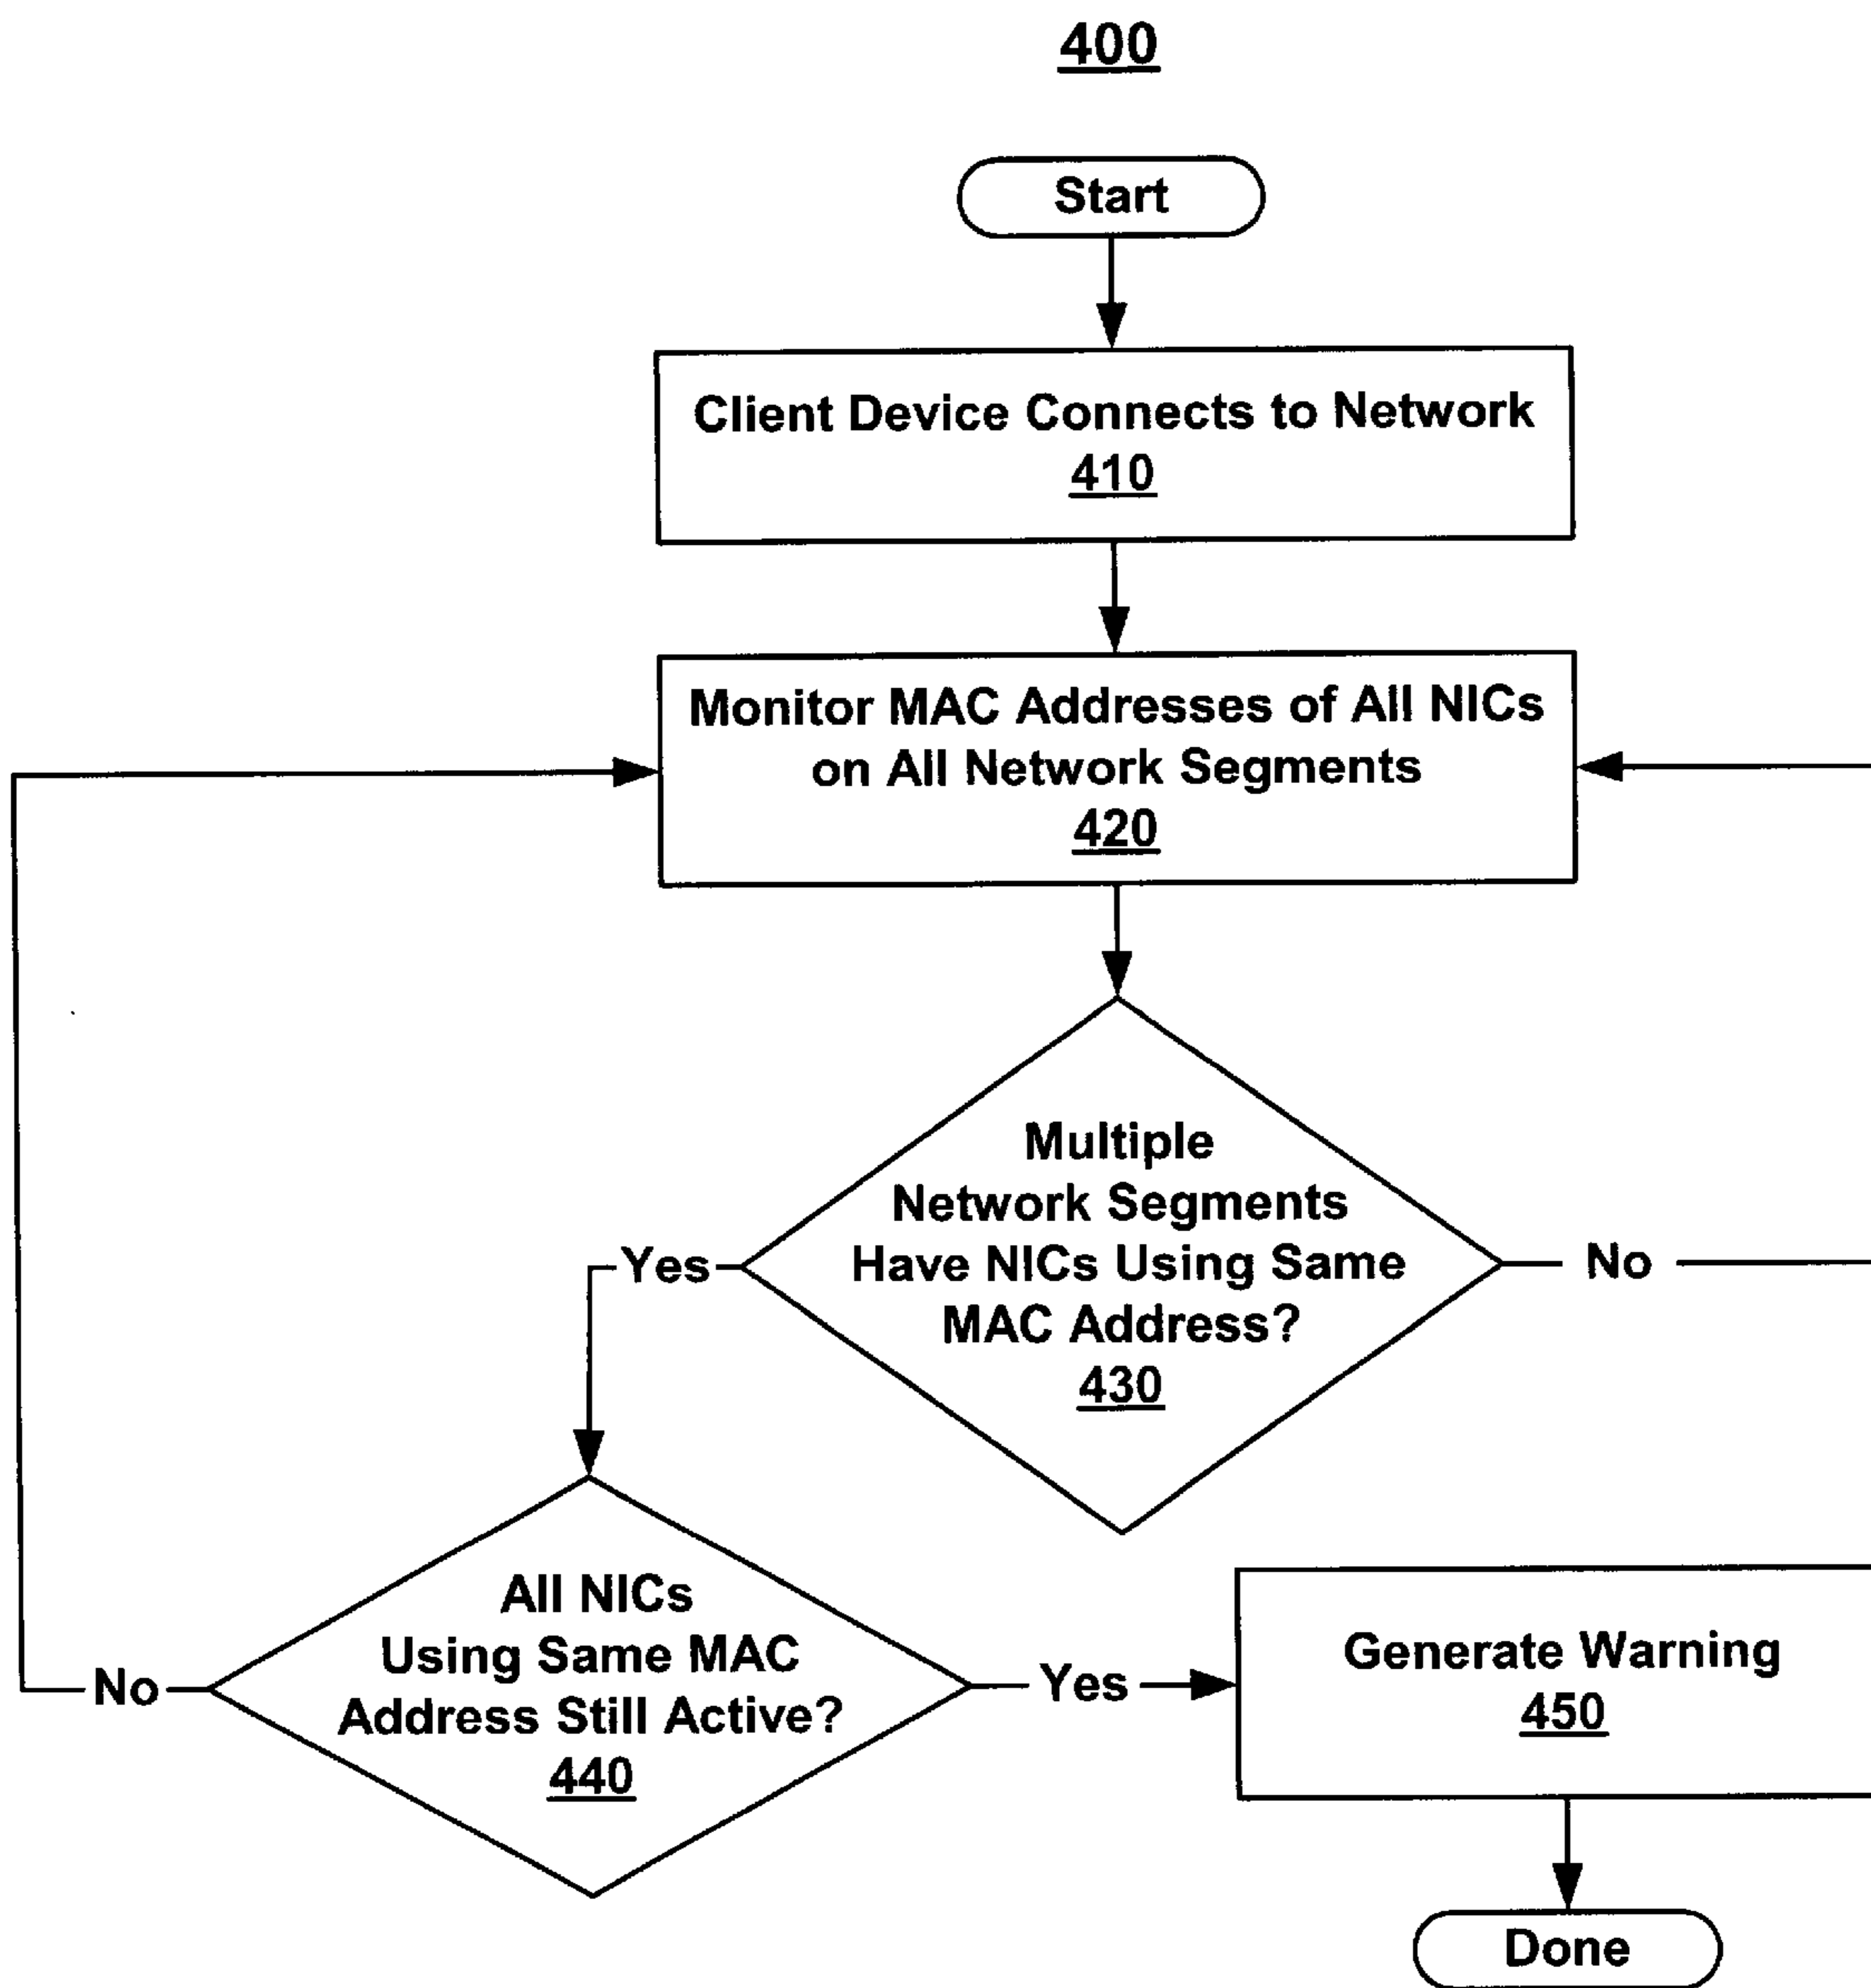 400
Start
Client Device Connects to Network
410
Monitor MAC Addresses of All NICs
on All Network Segments
420
Multiple
Network Segments
Have NICs Using Same
MAC Address?
430
Yes
No
All NICs
Using Same MAC
Address Still Active?
440
No
Yes
Generate Warning
450
Done